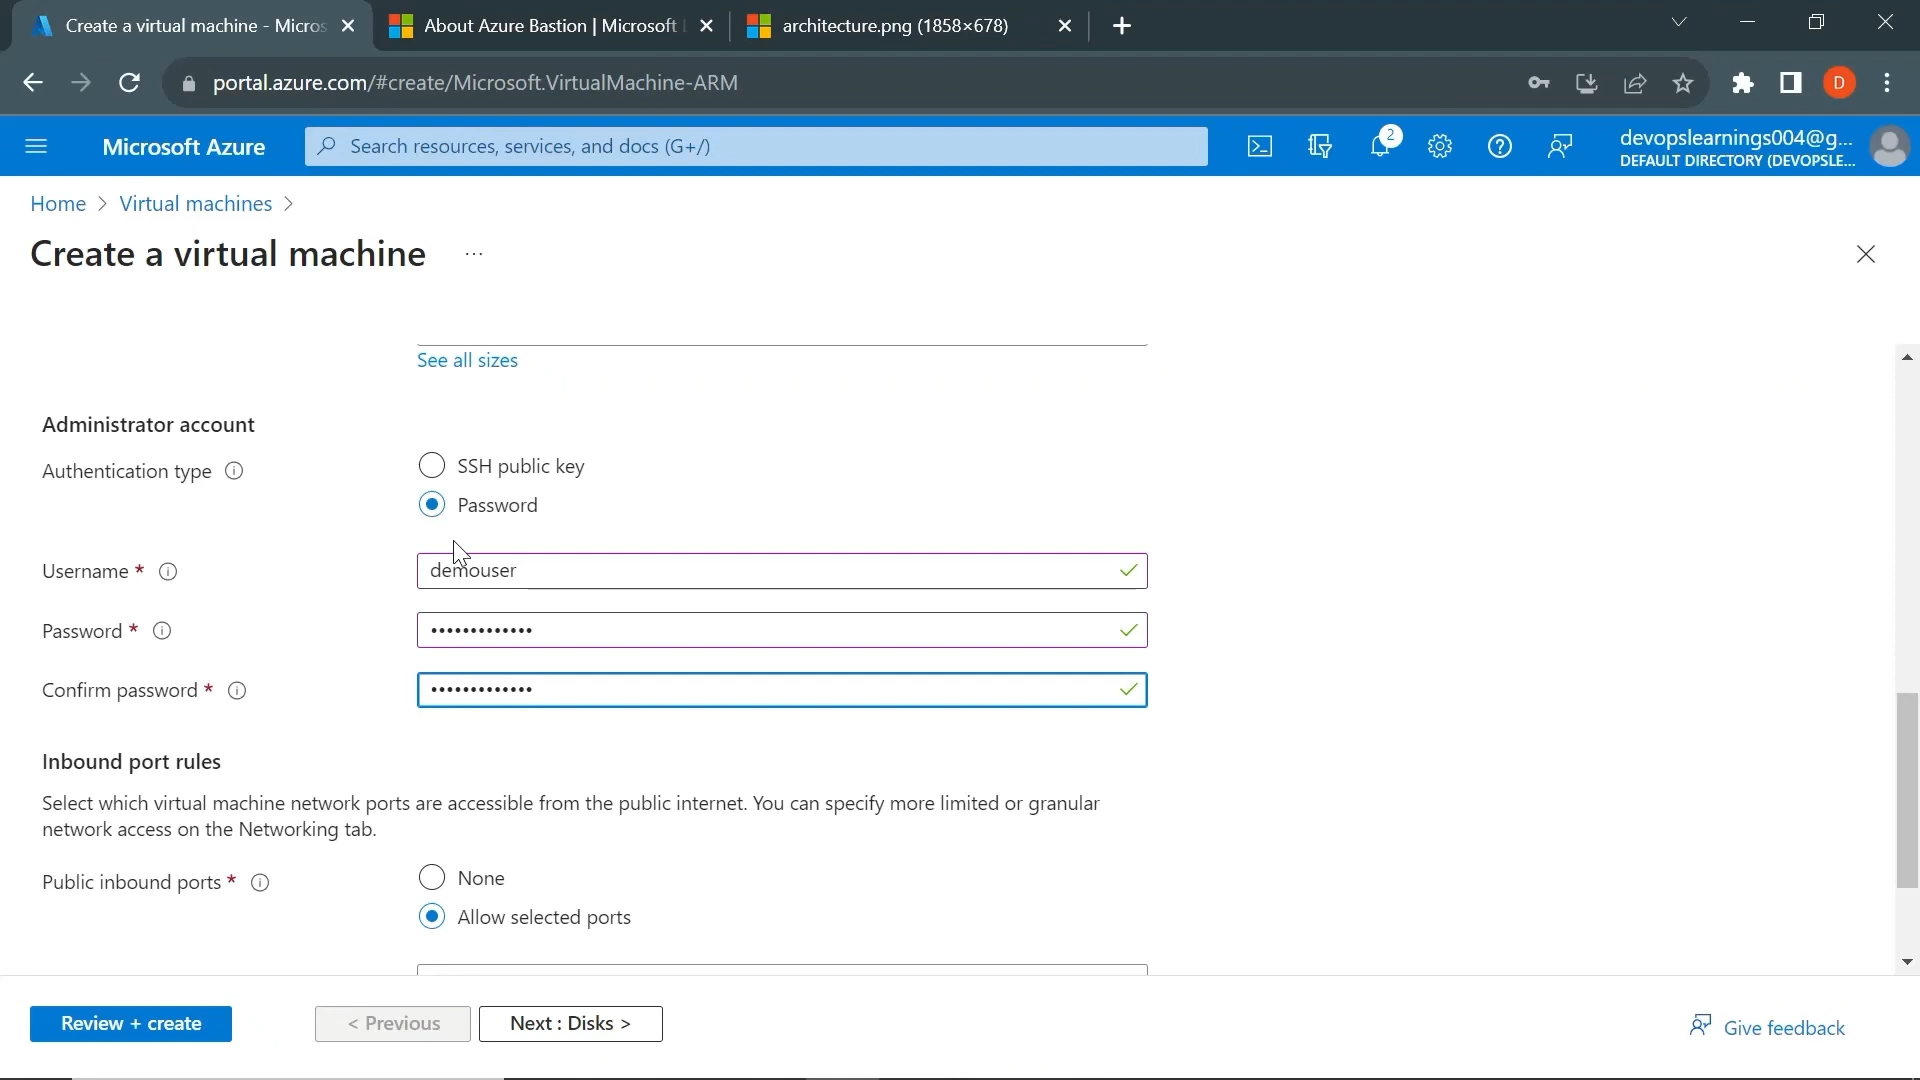 Create a virtual machine - Micros
About Azure Bastion | Microsoft
architecture.png (1858×678)
portal.azure.com/#create/Microsoft.VirtualMachine-ARM
D
Microsoft Azure
Search resources, services, and docs (G+/)
2
devopslearnings004@g...
DEFAULT DIRECTORY (DEVOPSLE...
Home > Virtual machines >
Create a virtual machine ...
See all sizes
Administrator account
Authentication type
SSH public key
Password
Username *
demouser
Password *
•••••••••••••
Confirm password *
•••••••••••••
Inbound port rules
Select which virtual machine network ports are accessible from the public internet. You can specify more limited or granular
network access on the Networking tab.
Public inbound ports *
None
Allow selected ports
Review + create
< Previous
Next : Disks >
Give feedback